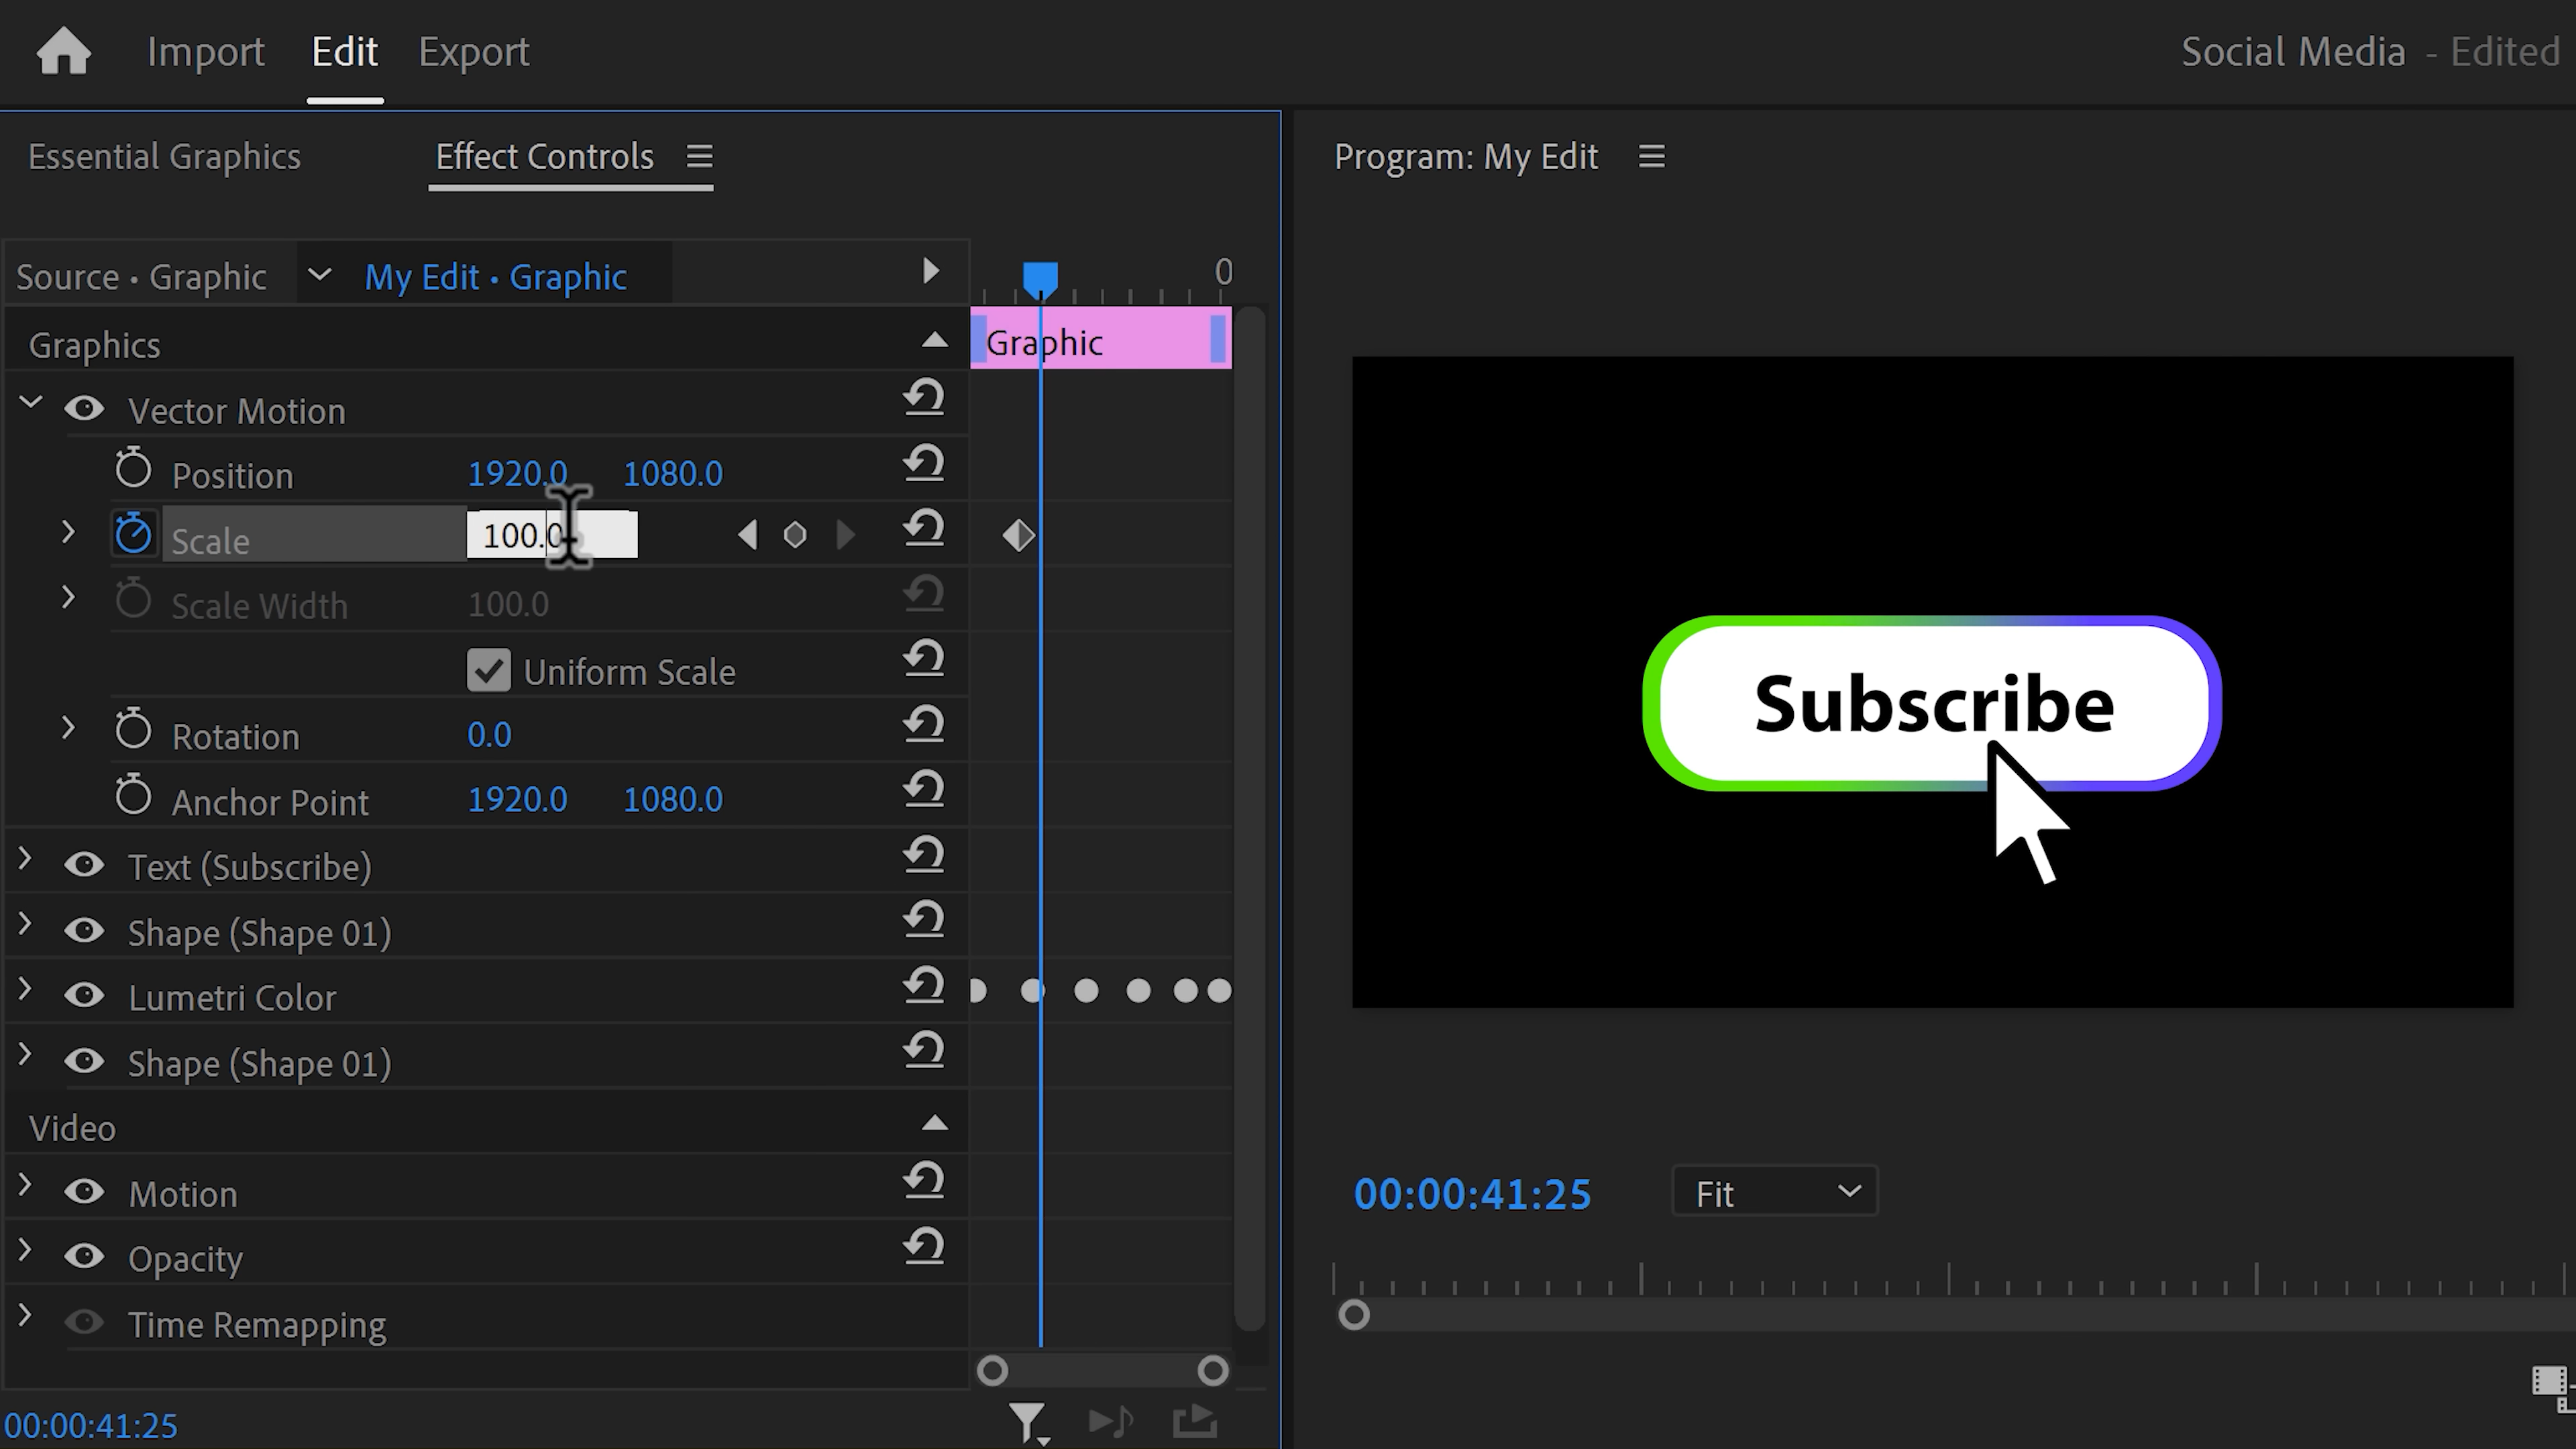 Import Edit Export Social Media - Edited
Essential Graphics Effect Controls Program: My Edit
Source • Graphic My Edit • Graphic 0
Graphics Graphic
Vector Motion
Position 1920.0 1080.0
Scale 100.0
Scale Width 100.0
Uniform Scale
Rotation 0.0
Anchor Point 1920.0 1080.0
Text (Subscribe)
Shape (Shape 01)
Lumetri Color
Shape (Shape 01)
Video
Motion
Opacity
Time Remapping
00:00:41:25
Subscribe
00:00:41:25 Fit